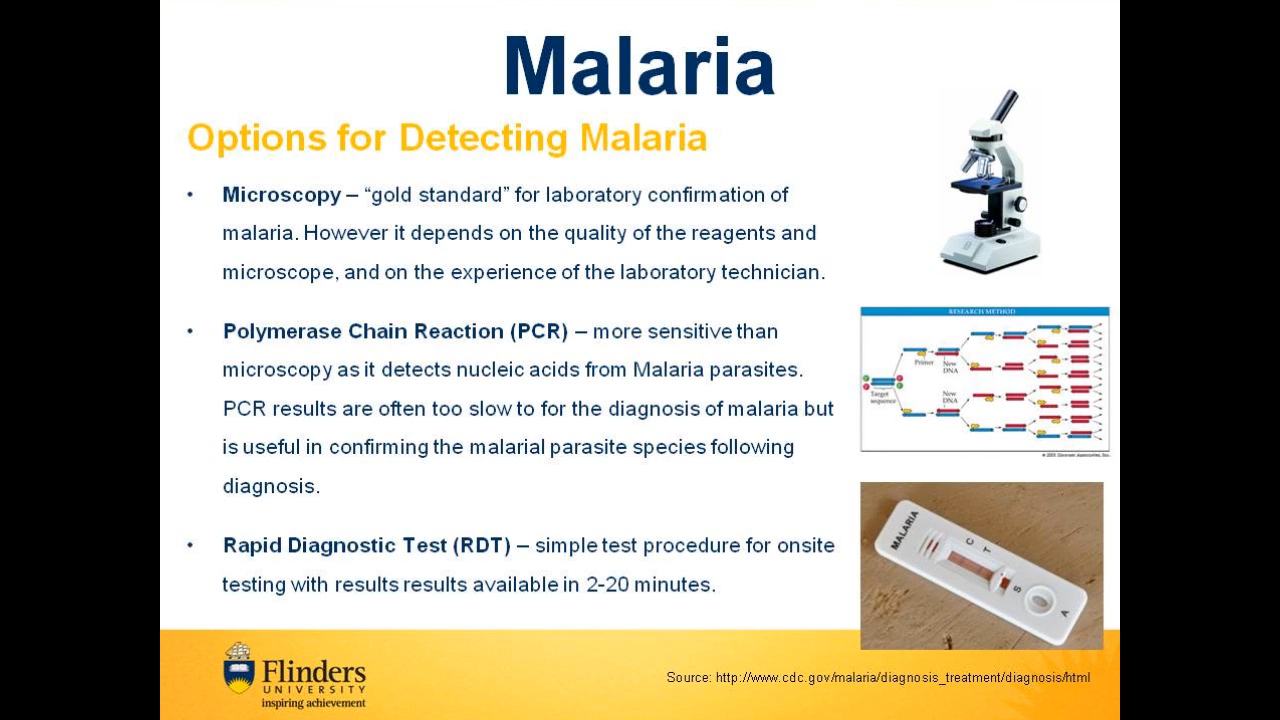 Malaria
Options for Detecting Malaria
• Microscopy – “gold standard” for laboratory confirmation of
malaria. However it depends on the quality of the reagents and
microscope, and on the experience of the laboratory technician.
• Polymerase Chain Reaction (PCR) – more sensitive than
microscopy as it detects nucleic acids from Malaria parasites.
PCR results are often too slow to for the diagnosis of malaria but
is useful in confirming the malarial parasite species following
diagnosis.
• Rapid Diagnostic Test (RDT) – simple test procedure for onsite
testing with results results available in 2-20 minutes.
RESEARCH METHOD
Primer
New
DNA
Target
sequence
New
DNA
MALARIA
C
T
S
A
Flinders
UNIVERSITY
inspiring achievement
Source: http://www.cdc.gov/malaria/diagnosis_treatment/diagnosis/html